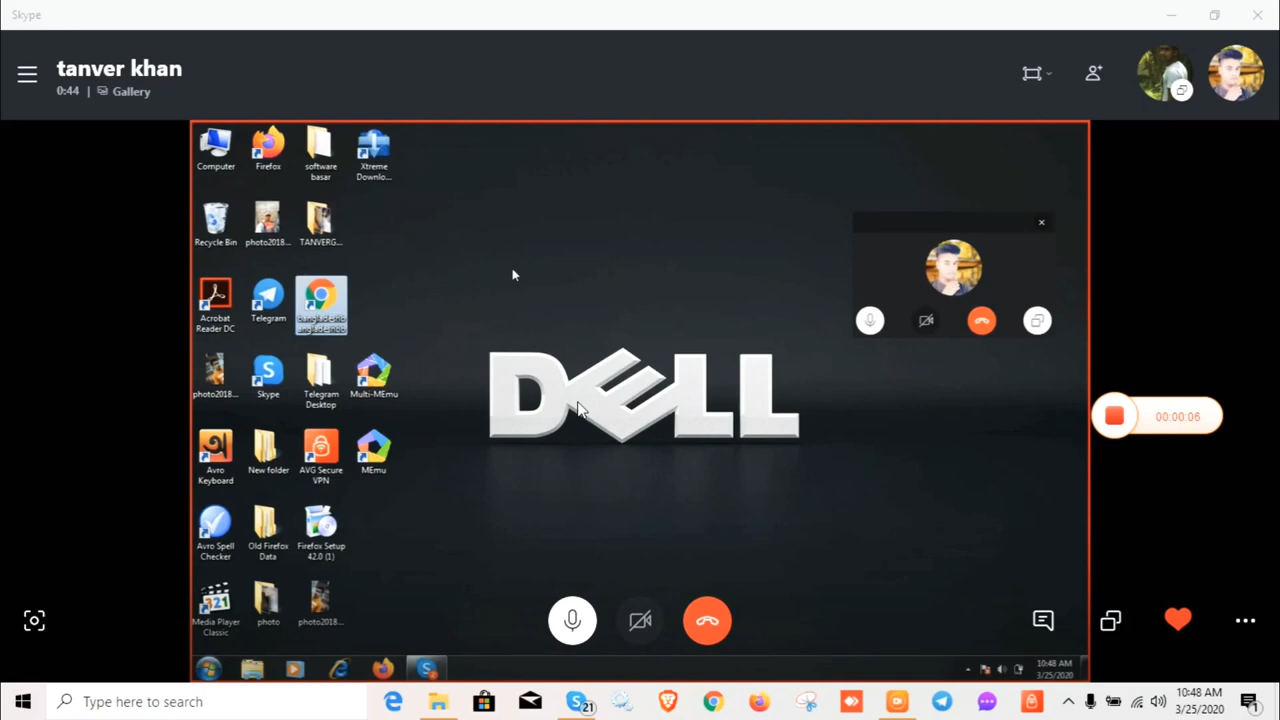 Skype
tanver khan
0:44 | Gallery
Computer
Firefox
software
basar
Xtreme
Downlo...
Recycle Bin
photo2018...
TANVERG...
Acrobat
Reader DC
Telegram
photo2018...
Skype
Telegram
Desktop
Multi-MEmu
Avro
Keyboard
New folder
AVG Secure
VPN
MEmu
Avro Spell
Checker
Old Firefox
Data
Firefox Setup
42.0 (1)
321
Media Player
Classic
photo
photo2018...
DELL
00:00:06
10:48 AM
3/25/2020
Type here to search
21
10:48 AM
3/25/2020
1